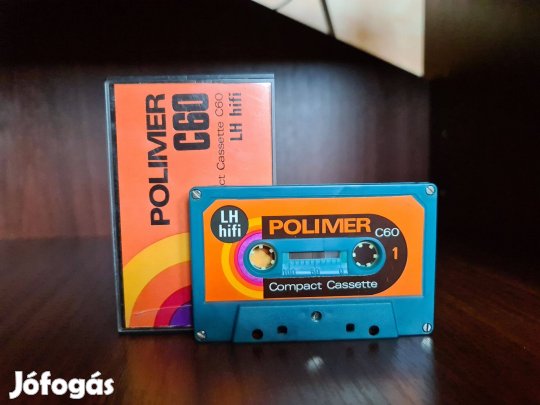 POLIMER
C60
Compact Cassette C60
LH hifi
LH
hifi
POLIMER
C60
1
Compact Cassette
Jófogás